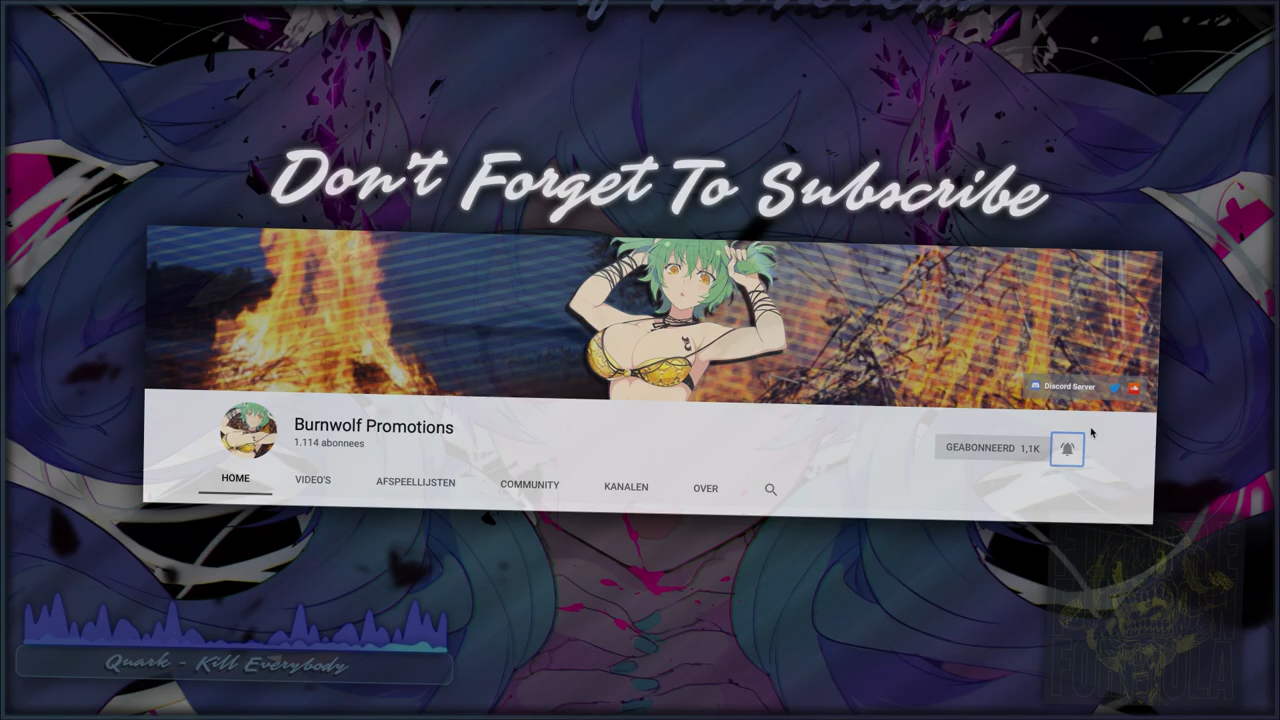 Don't Forget To Subscribe
Discord Server
Burnwolf Promotions
1.114 abonnees
GEABONNEERD 1,1K
HOME VIDEO'S AFSPEELLIJSTEN COMMUNITY KANALEN OVER
Quark - Kill Everybody
FORMULA